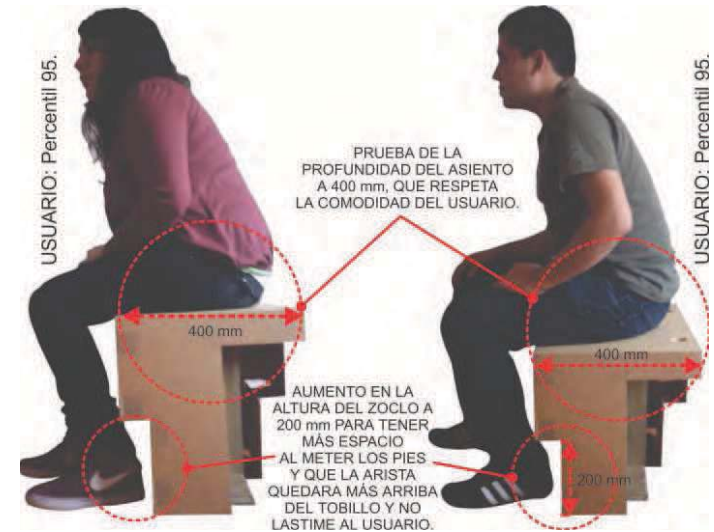 USUARIO: Percentil 95.
PRUEBA DE LA
PROFUNDIDAD DEL ASIENTO
A 400 mm, QUE RESPETA
LA COMODIDAD DEL USUARIO.
USUARIO: Percentil 95.
400 mm
400 mm
AUMENTO EN LA
ALTURA DEL ZOCLO A
200 mm PARA TENER
MÁS ESPACIO
AL METER LOS PIES
Y QUE LA ARISTA
QUEDARA MÁS ARRIBA
DEL TOBILLO Y NO
LASTIME AL USUARIO.
200 mm